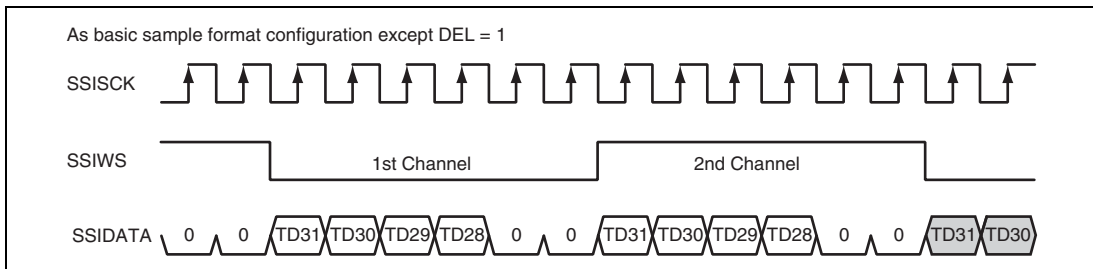 As basic sample format configuration except DEL = 1
SSISCK
SSIWS 1st Channel 2nd Channel
SSIDATA 0 0 TD31 TD30 TD29 TD28 0 0 TD31 TD30 TD29 TD28 0 0 TD31 TD30